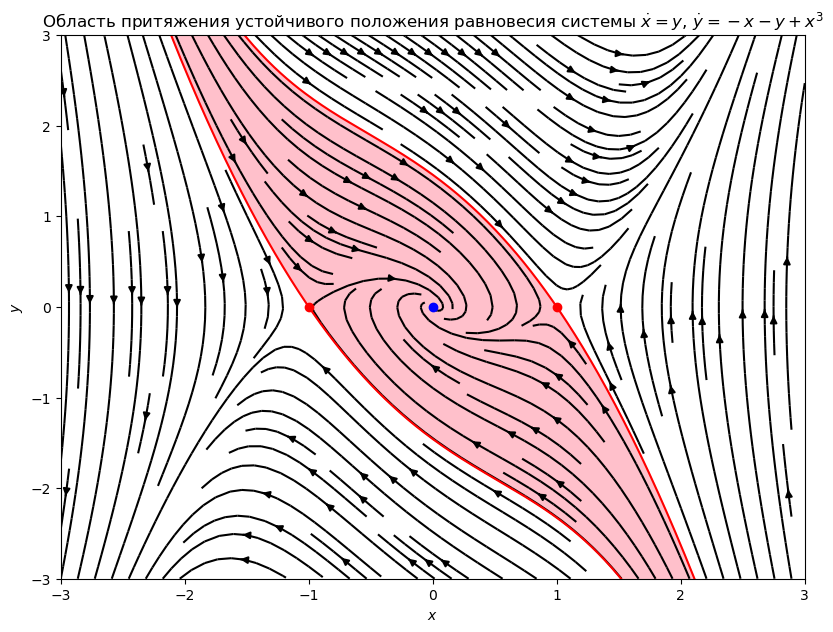 Область притяжения устойчивого положения равновесия системы ẋ = y, ẏ = −x − y + x³
3
2
1
0
−1
−2
−3
y
−3 −2 −1 0 1 2 3
x